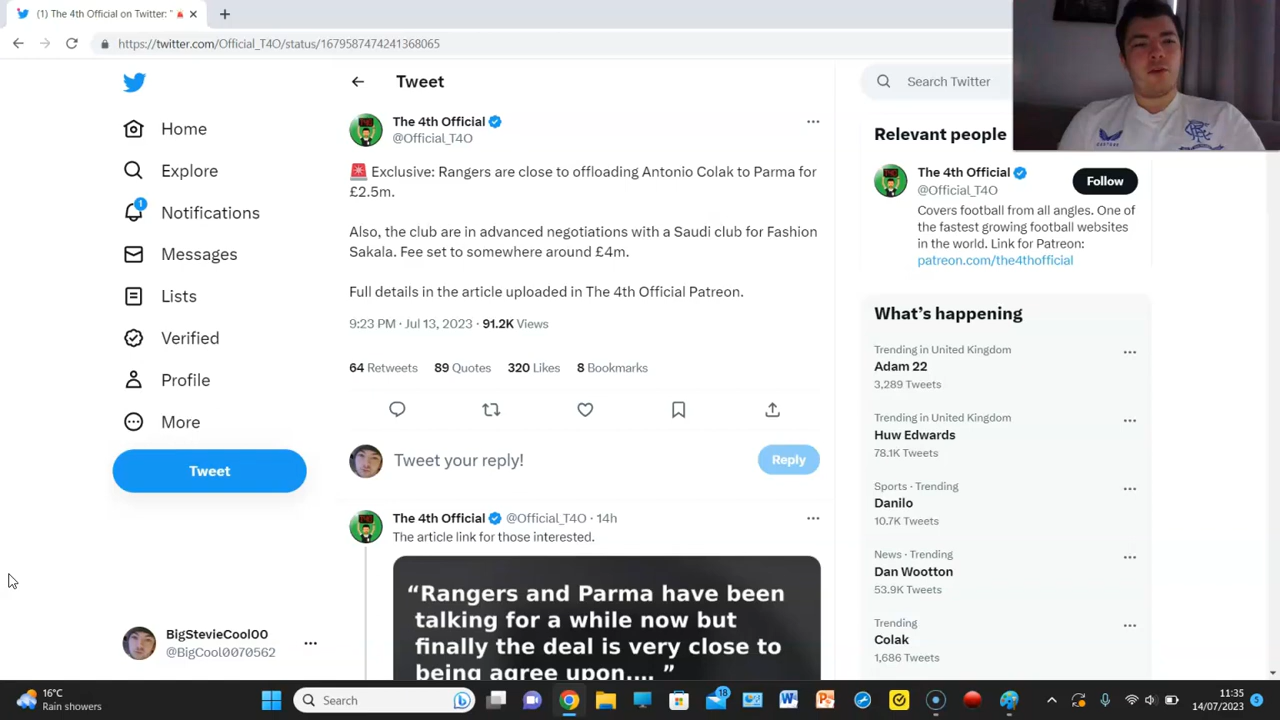 (1) The 4th Official on Twitter: "
https://twitter.com/Official_T4O/status/1679587474241368065
Home
Explore
1
Notifications
Messages
Lists
Verified
Profile
More
Tweet
BigStevieCool00
@BigCool0070562
Tweet
The 4th Official
@Official_T4O
Exclusive: Rangers are close to offloading Antonio Colak to Parma for
£2.5m.
Also, the club are in advanced negotiations with a Saudi club for Fashion
Sakala. Fee set to somewhere around £4m.
Full details in the article uploaded in The 4th Official Patreon.
9:23 PM · Jul 13, 2023 · 91.2K Views
64 Retweets 89 Quotes 320 Likes 8 Bookmarks
Tweet your reply!
Reply
The 4th Official @Official_T4O · 14h
The article link for those interested.
“Rangers and Parma have been
talking for a while now but
finally the deal is very close to
being agree upon.... ”
Search Twitter
Relevant people
The 4th Official
@Official_T4O
Follow
Covers football from all angles. One of
the fastest growing football websites
in the world. Link for Patreon:
patreon.com/the4thofficial
What’s happening
Trending in United Kingdom
Adam 22
3,289 Tweets
Trending in United Kingdom
Huw Edwards
78.1K Tweets
Sports · Trending
Danilo
10.7K Tweets
News · Trending
Dan Wootton
53.9K Tweets
Trending
Colak
1,686 Tweets
16°C
Rain showers
Search
18
11:35
14/07/2023